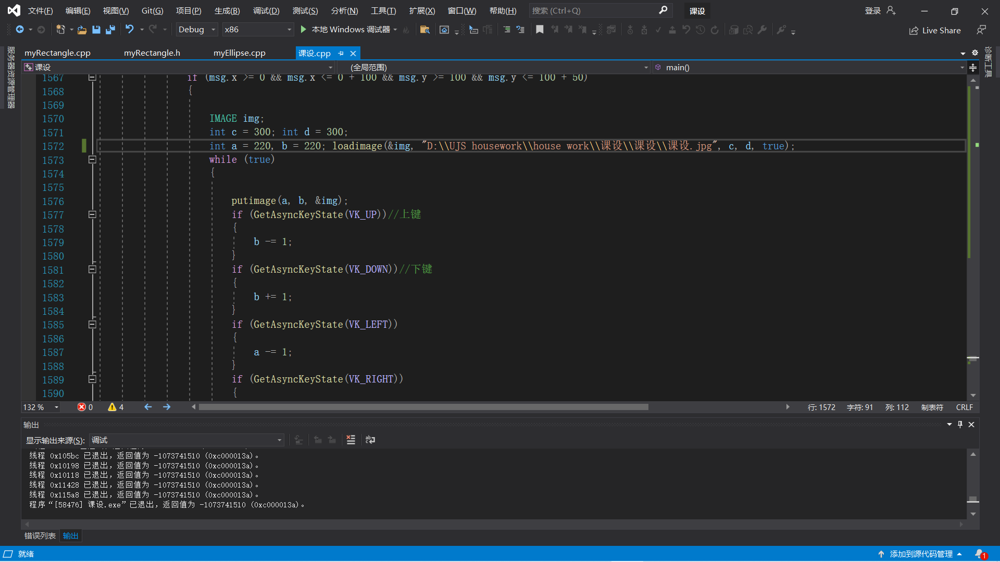 文件(F) 编辑(E) 视图(V) Git(G) 项目(P) 生成(B) 调试(D) 测试(S) 分析(N) 工具(T) 扩展(X) 窗口(W) 帮助(H) 搜索 (Ctrl+Q) 课设 登录
Debug x86 本地 Windows 调试器 Live Share
服务器资源管理器
myRectangle.cpp myRectangle.h myEllipse.cpp 课设.cpp
诊断工具
课设 (全局范围) main()
1567 if (msg.x >= 0 && msg.x <= 0 + 100 && msg.y >= 100 && msg.y <= 100 + 50)
1568 {
1569
1570 IMAGE img;
1571 int c = 300; int d = 300;
1572 int a = 220, b = 220; loadimage(&img, "D:\\UJS housework\\house work\\课设\\课设\\课设.jpg", c, d, true);
1573 while (true)
1574 {
1575
1576 putimage(a, b, &img);
1577 if (GetAsyncKeyState(VK_UP))//上键
1578 {
1579 b -= 1;
1580 }
1581 if (GetAsyncKeyState(VK_DOWN))//下键
1582 {
1583 b += 1;
1584 }
1585 if (GetAsyncKeyState(VK_LEFT))
1586 {
1587 a -= 1;
1588 }
1589 if (GetAsyncKeyState(VK_RIGHT))
1590 {
132 % 0 4 行: 1572 字符: 91 列: 112 制表符 CRLF
输出
显示输出来源(S): 调试
线程 0x105bc 已退出，返回值为 -1073741510 (0xc000013a)。
线程 0x10198 已退出，返回值为 -1073741510 (0xc000013a)。
线程 0x10118 已退出，返回值为 -1073741510 (0xc000013a)。
线程 0x11428 已退出，返回值为 -1073741510 (0xc000013a)。
线程 0x115a8 已退出，返回值为 -1073741510 (0xc000013a)。
程序“[58476] 课设.exe”已退出，返回值为 -1073741510 (0xc000013a)。
错误列表 输出
就绪 添加到源代码管理 1